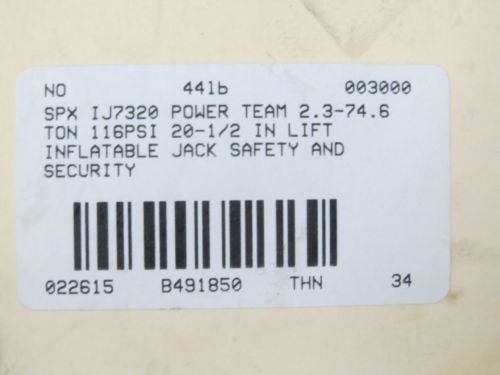 NO 441b 003000
SPX IJ7320 POWER TEAM 2.3-74.6
TON 116PSI 20-1/2 IN LIFT
INFLATABLE JACK SAFETY AND
SECURITY
022615 B491850 THN 34